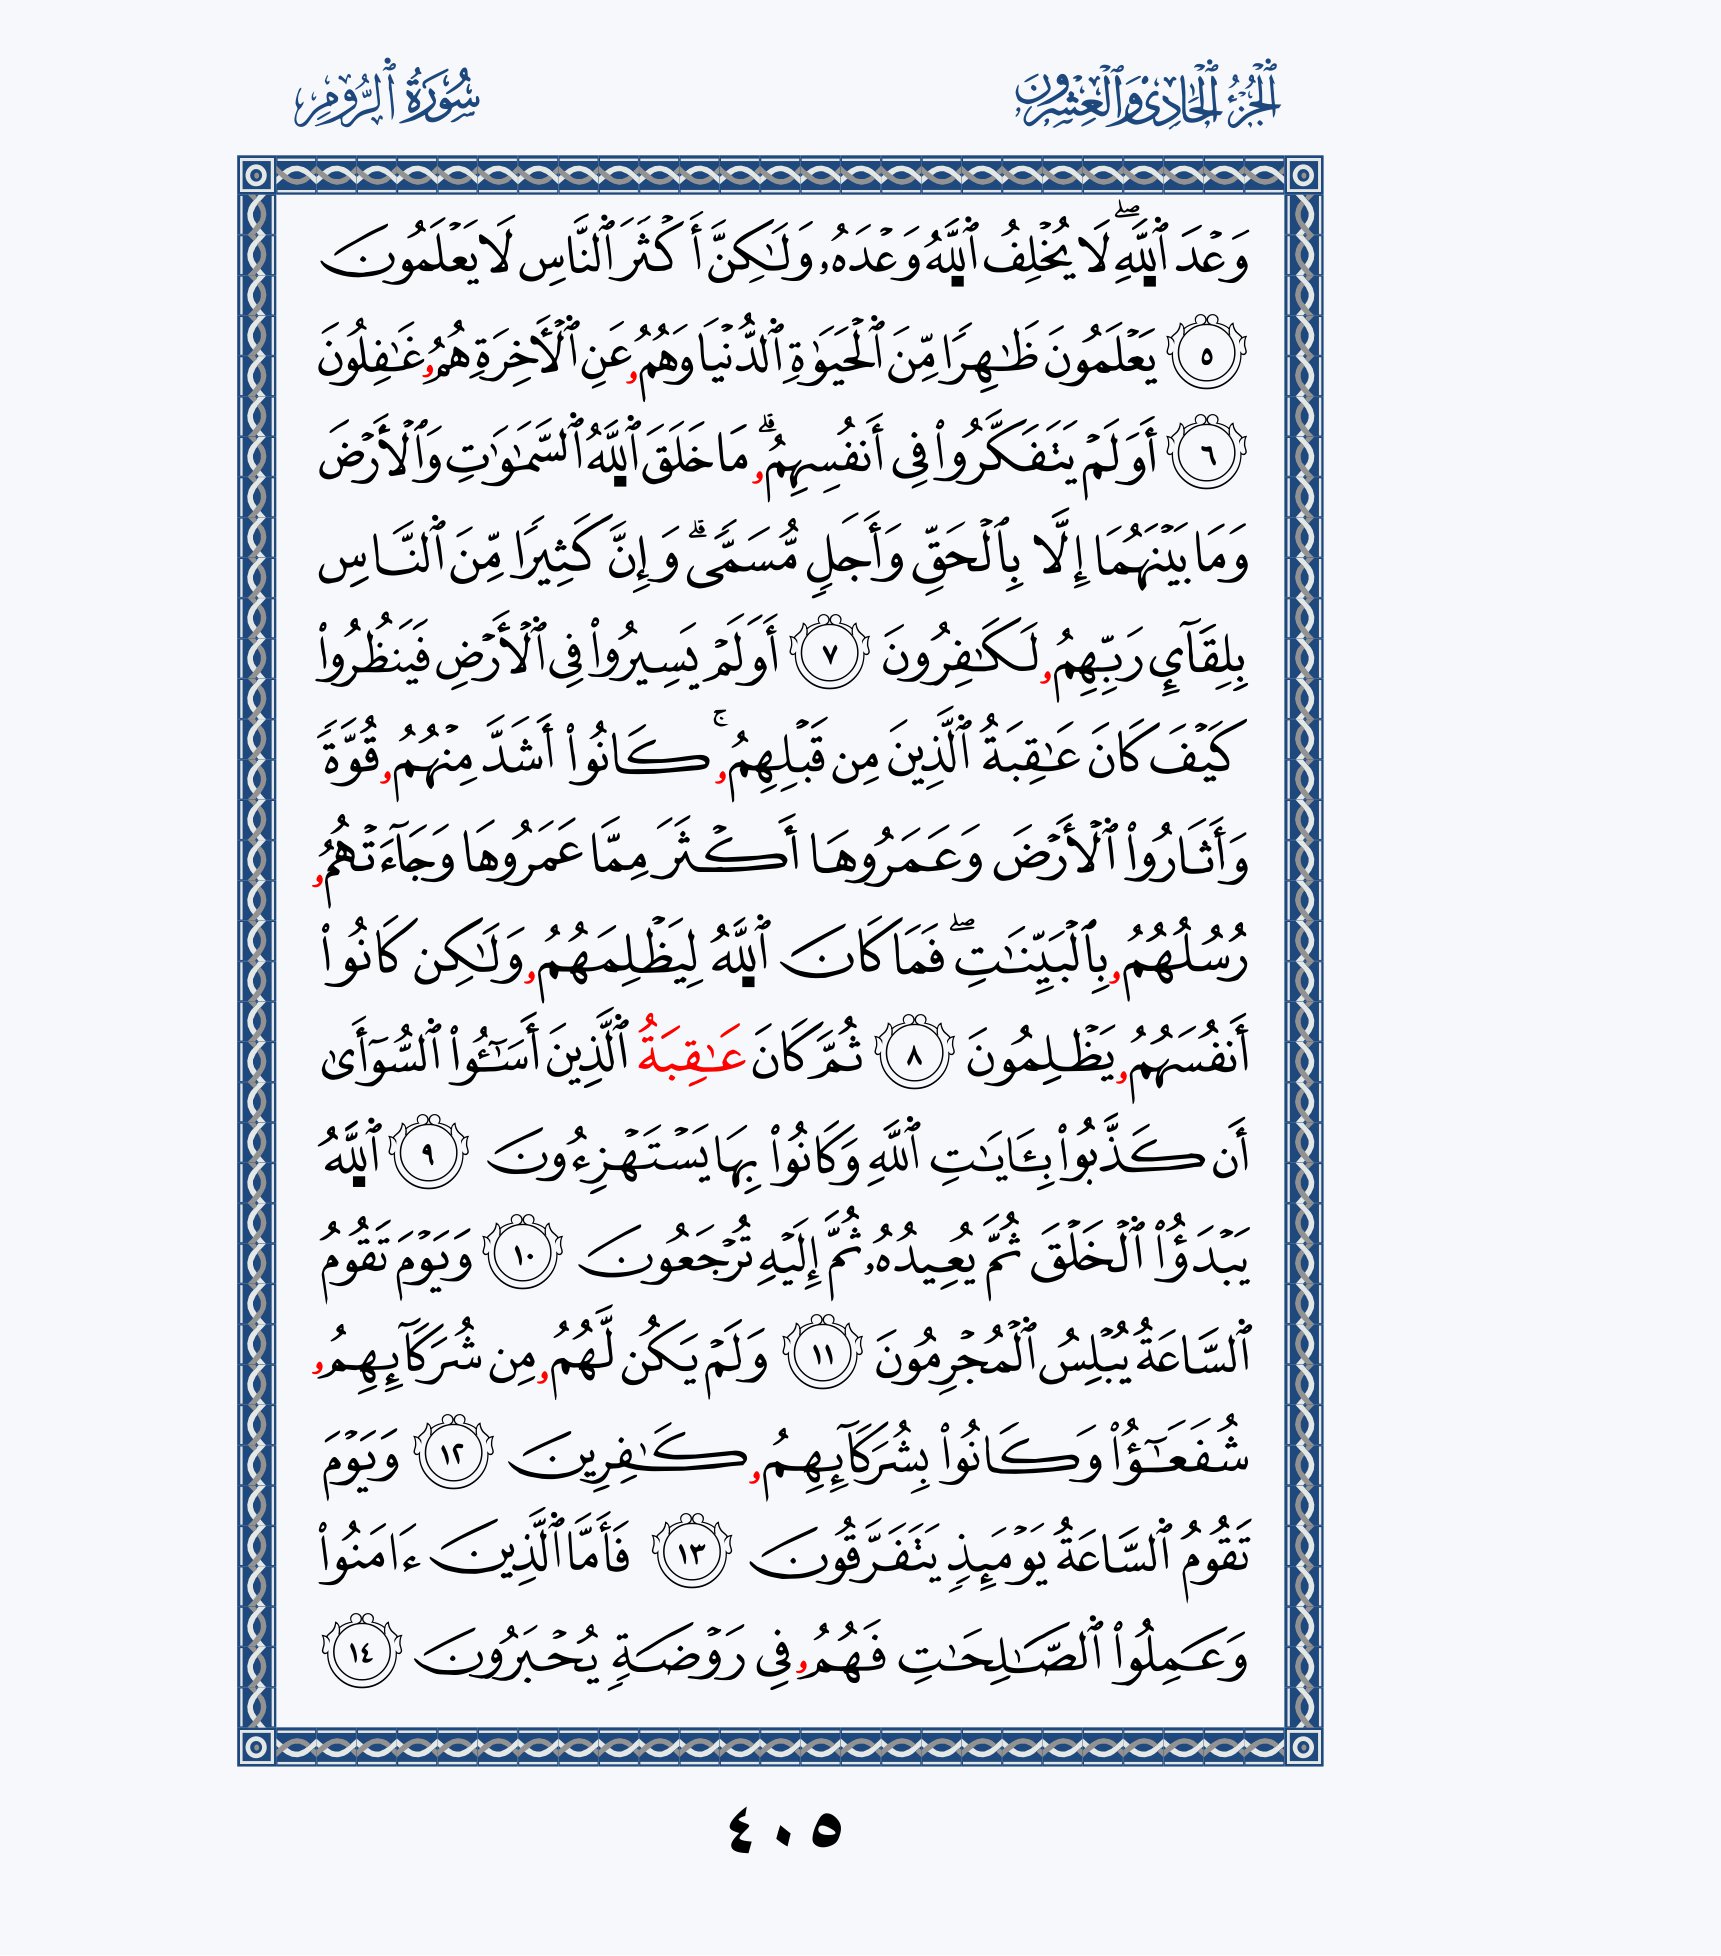 ٱلْجُزْءُ ٱلْحَادِي وَٱلْعِشْرُونَ
سُورَةُ ٱلرُّومِ
وَعْدَ ٱللَّهِۖ لَا يُخْلِفُ ٱللَّهُ وَعْدَهُۥ وَلَٰكِنَّ أَكْثَرَ ٱلنَّاسِ لَا يَعْلَمُونَ
٥ يَعْلَمُونَ ظَٰهِرًا مِّنَ ٱلْحَيَوٰةِ ٱلدُّنْيَا وَهُمُۥ عَنِ ٱلْأَخِرَةِ هُمُۥ غَٰفِلُونَ
٦ أَوَلَمْ يَتَفَكَّرُوا۟ فِى أَنفُسِهِمُۥۗ مَا خَلَقَ ٱللَّهُ ٱلسَّمَٰوَٰتِ وَٱلْأَرْضَ
وَمَا بَيْنَهُمَا إِلَّا بِٱلْحَقِّ وَأَجَلٍ مُّسَمًّىۗ وَإِنَّ كَثِيرًا مِّنَ ٱلنَّاسِ
بِلِقَآيِٕ رَبِّهِمُۥ لَكَٰفِرُونَ ٧ أَوَلَمْ يَسِيرُوا۟ فِى ٱلْأَرْضِ فَيَنظُرُوا۟
كَيْفَ كَانَ عَٰقِبَةُ ٱلَّذِينَ مِن قَبْلِهِمُۥۚ كَانُوا۟ أَشَدَّ مِنْهُمُۥ قُوَّةً
وَأَثَارُوا۟ ٱلْأَرْضَ وَعَمَرُوهَا أَكْثَرَ مِمَّا عَمَرُوهَا وَجَآءَتْهُمُۥ
رُسُلُهُمُۥ بِٱلْبَيِّنَٰتِۖ فَمَا كَانَ ٱللَّهُ لِيَظْلِمَهُمُۥ وَلَٰكِن كَانُوا۟
أَنفُسَهُمُۥ يَظْلِمُونَ ٨ ثُمَّ كَانَ عَٰقِبَةُ ٱلَّذِينَ أَسَٰٓـُٔوا۟ ٱلسُّوٓأَىٰ
أَن كَذَّبُوا۟ بِـَٔايَٰتِ ٱللَّهِ وَكَانُوا۟ بِهَا يَسْتَهْزِءُونَ ٩ ٱللَّهُ
يَبْدَؤُا۟ ٱلْخَلْقَ ثُمَّ يُعِيدُهُۥ ثُمَّ إِلَيْهِ تُرْجَعُونَ ١٠ وَيَوْمَ تَقُومُ
ٱلسَّاعَةُ يُبْلِسُ ٱلْمُجْرِمُونَ ١١ وَلَمْ يَكُن لَّهُمُۥ مِن شُرَكَآئِهِمُۥ
شُفَعَٰٓؤُا۟ وَكَانُوا۟ بِشُرَكَآئِهِمُۥ كَٰفِرِينَ ١٢ وَيَوْمَ
تَقُومُ ٱلسَّاعَةُ يَوْمَئِذٍ يَتَفَرَّقُونَ ١٣ فَأَمَّا ٱلَّذِينَ ءَامَنُوا۟
وَعَمِلُوا۟ ٱلصَّٰلِحَٰتِ فَهُمُۥ فِى رَوْضَةٍ يُحْبَرُونَ ١٤
٤٠٥